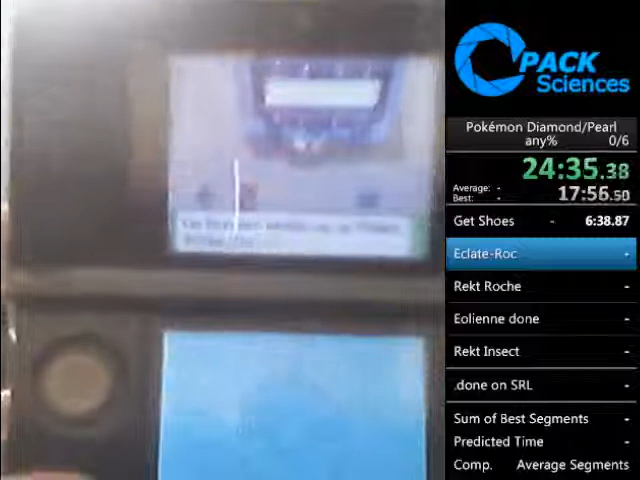 PACK
Sciences
Pokémon Diamond/Pearl
any% 0/6
24:35.38
Average: -
Best: - 17:56.50
Get Shoes - 6:38.87
Eclate-Roc -
Rekt Roche -
Eolienne done -
Rekt Insect -
.done on SRL -
Sum of Best Segments -
Predicted Time -
Comp. Average Segments